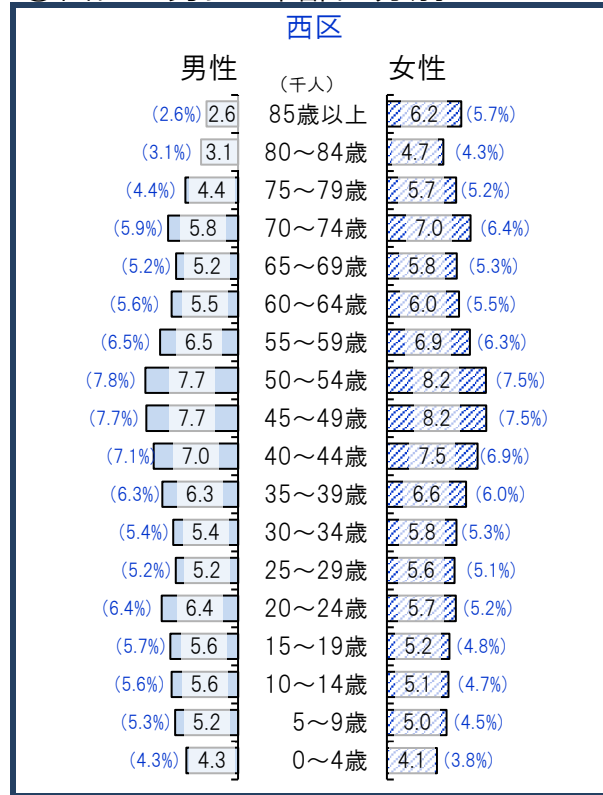 西区
男性 (千人) 女性
(2.6%) 2.6 85歳以上 6.2 (5.7%)
(3.1%) 3.1 80～84歳 4.7 (4.3%)
(4.4%) 4.4 75～79歳 5.7 (5.2%)
(5.9%) 5.8 70～74歳 7.0 (6.4%)
(5.2%) 5.2 65～69歳 5.8 (5.3%)
(5.6%) 5.5 60～64歳 6.0 (5.5%)
(6.5%) 6.5 55～59歳 6.9 (6.3%)
(7.8%) 7.7 50～54歳 8.2 (7.5%)
(7.7%) 7.7 45～49歳 8.2 (7.5%)
(7.1%) 7.0 40～44歳 7.5 (6.9%)
(6.3%) 6.3 35～39歳 6.6 (6.0%)
(5.4%) 5.4 30～34歳 5.8 (5.3%)
(5.2%) 5.2 25～29歳 5.6 (5.1%)
(6.4%) 6.4 20～24歳 5.7 (5.2%)
(5.7%) 5.6 15～19歳 5.2 (4.8%)
(5.6%) 5.6 10～14歳 5.1 (4.7%)
(5.3%) 5.2 5～9歳 5.0 (4.5%)
(4.3%) 4.3 0～4歳 4.1 (3.8%)